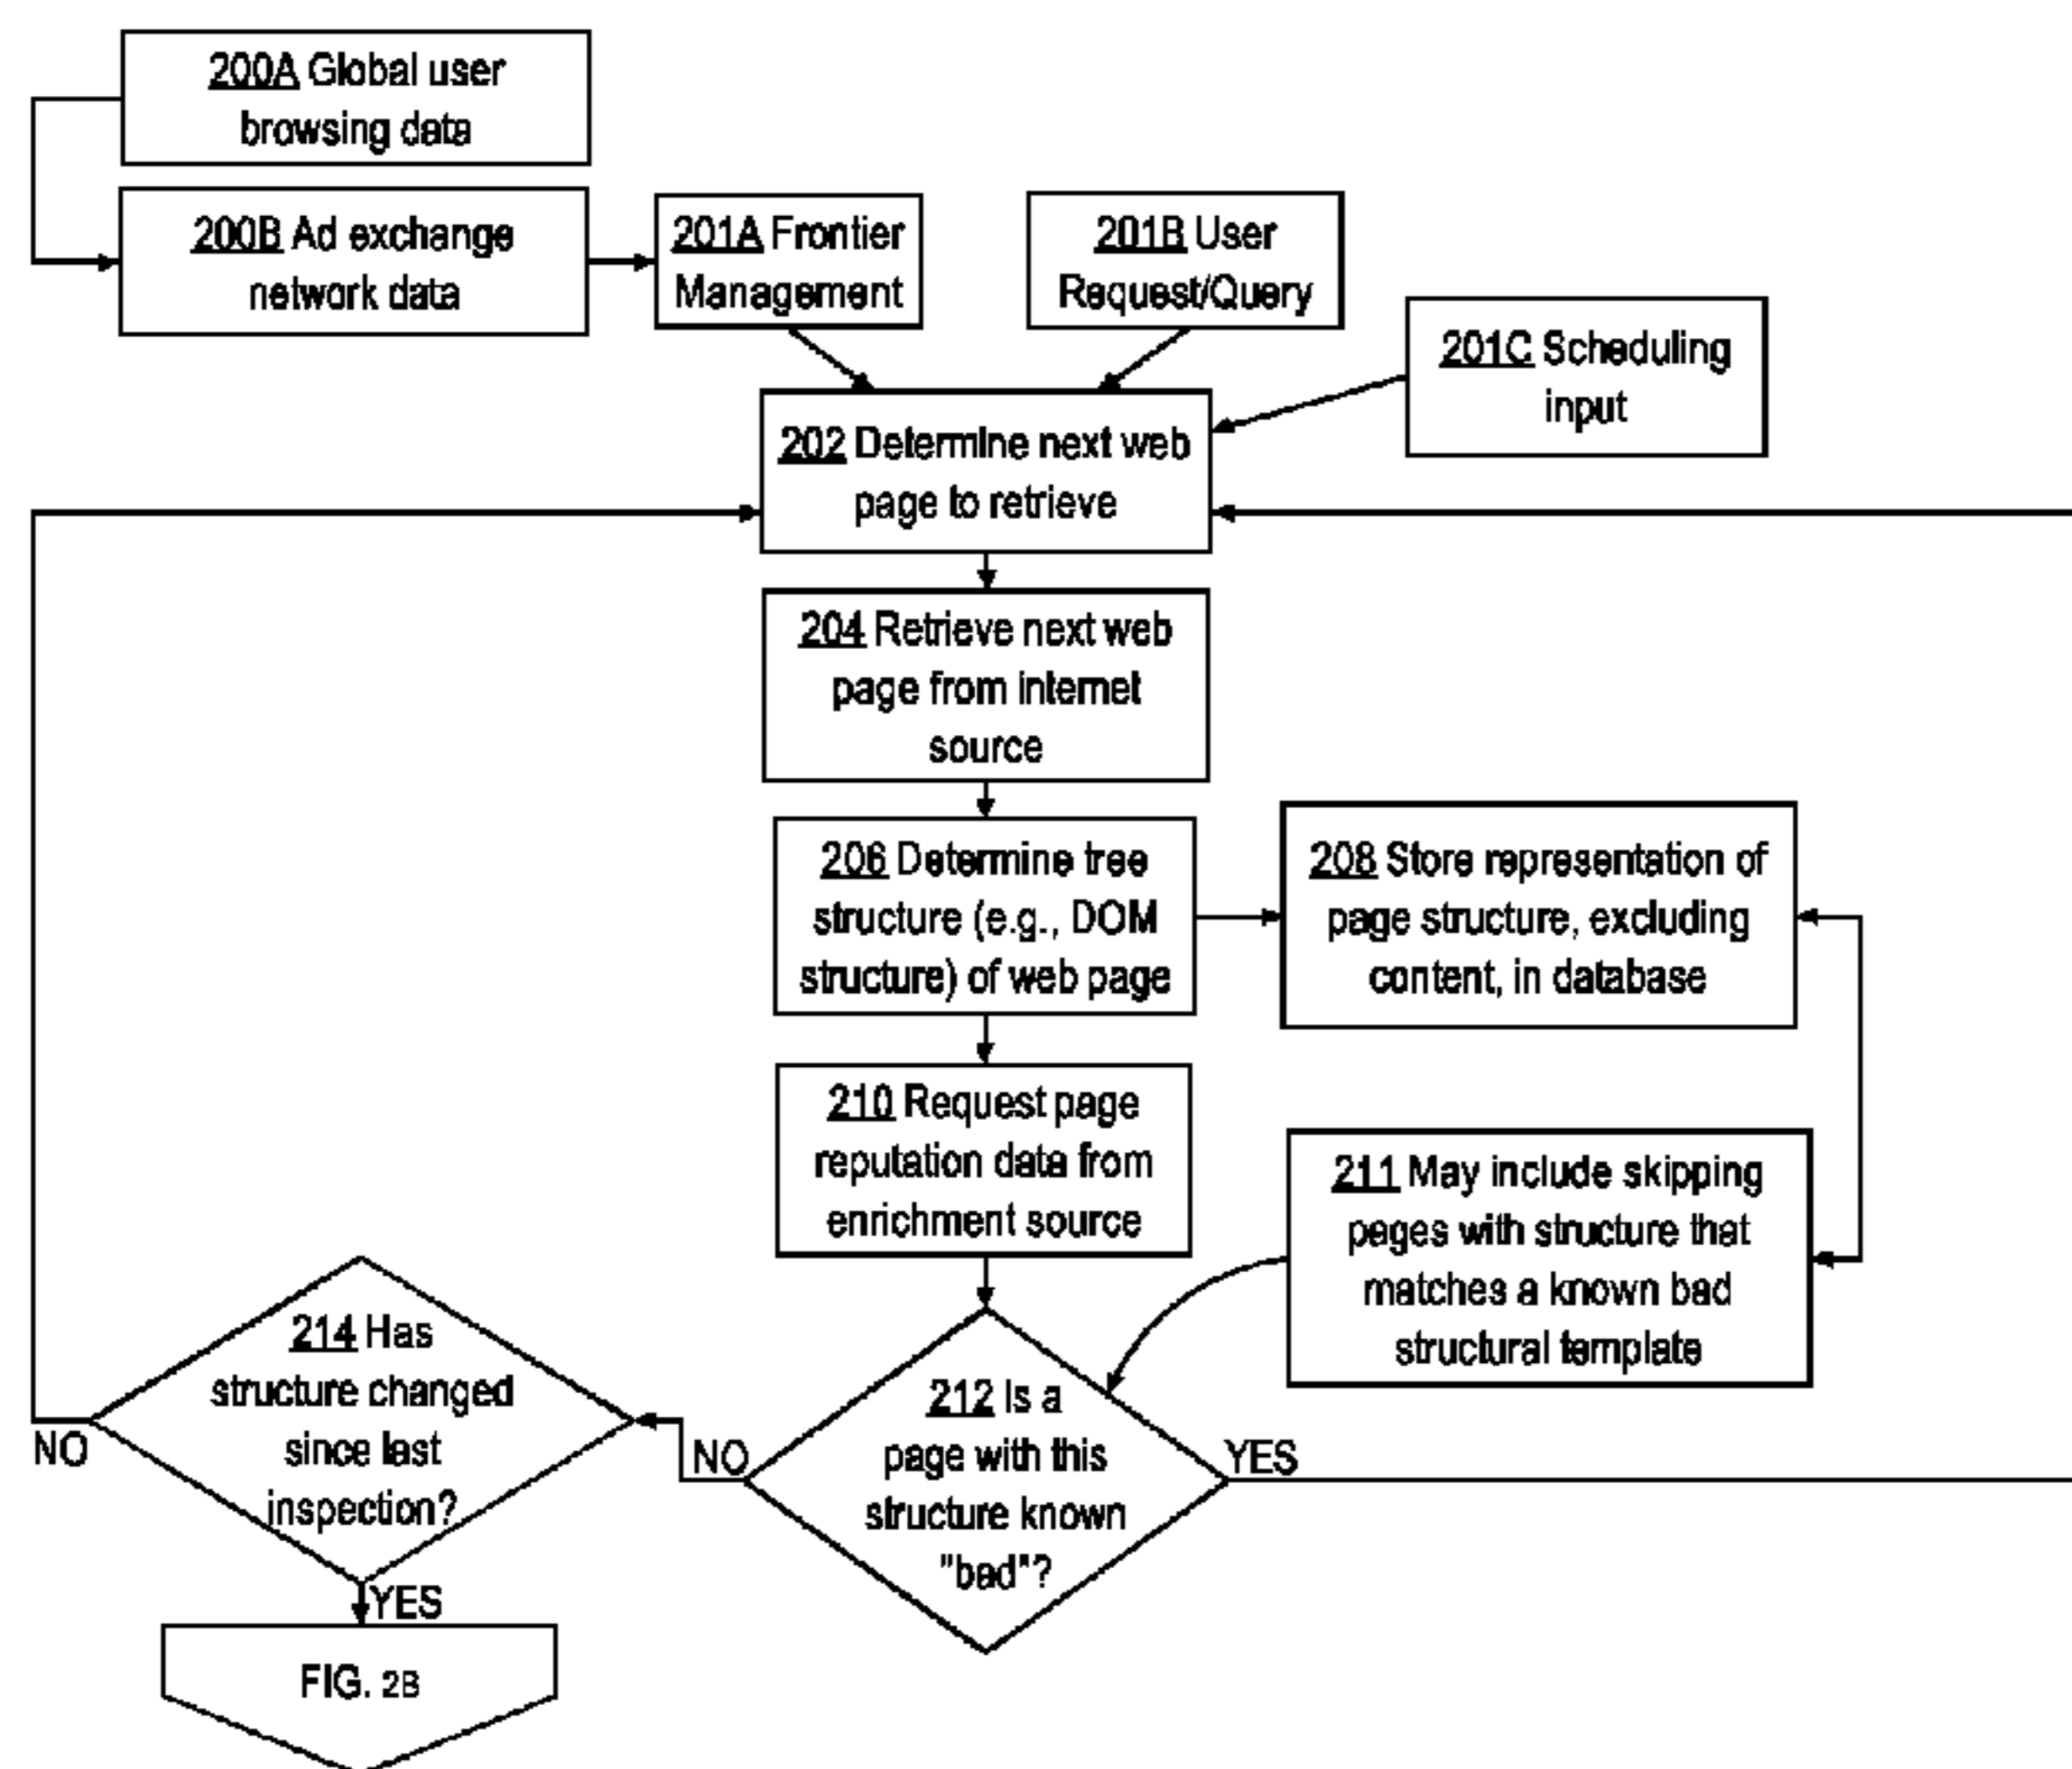 200A Global user
browsing data
200B Ad exchange
network data
201A Frontier
Management
201B User
Request/Query
201C Scheduling
input
202 Determine next web
page to retrieve
204 Retrieve next web
page from internet
source
206 Determine tree
structure (e.g., DOM
structure) of web page
208 Store representation of
page structure, excluding
content, in database
210 Request page
reputation data from
enrichment source
211 May include skipping
pages with structure that
matches a known bad
structural template
212 Is a
page with this
structure known
"bad"?
YES
NO
214 Has
structure changed
since last
inspection?
NO
YES
FIG. 2B